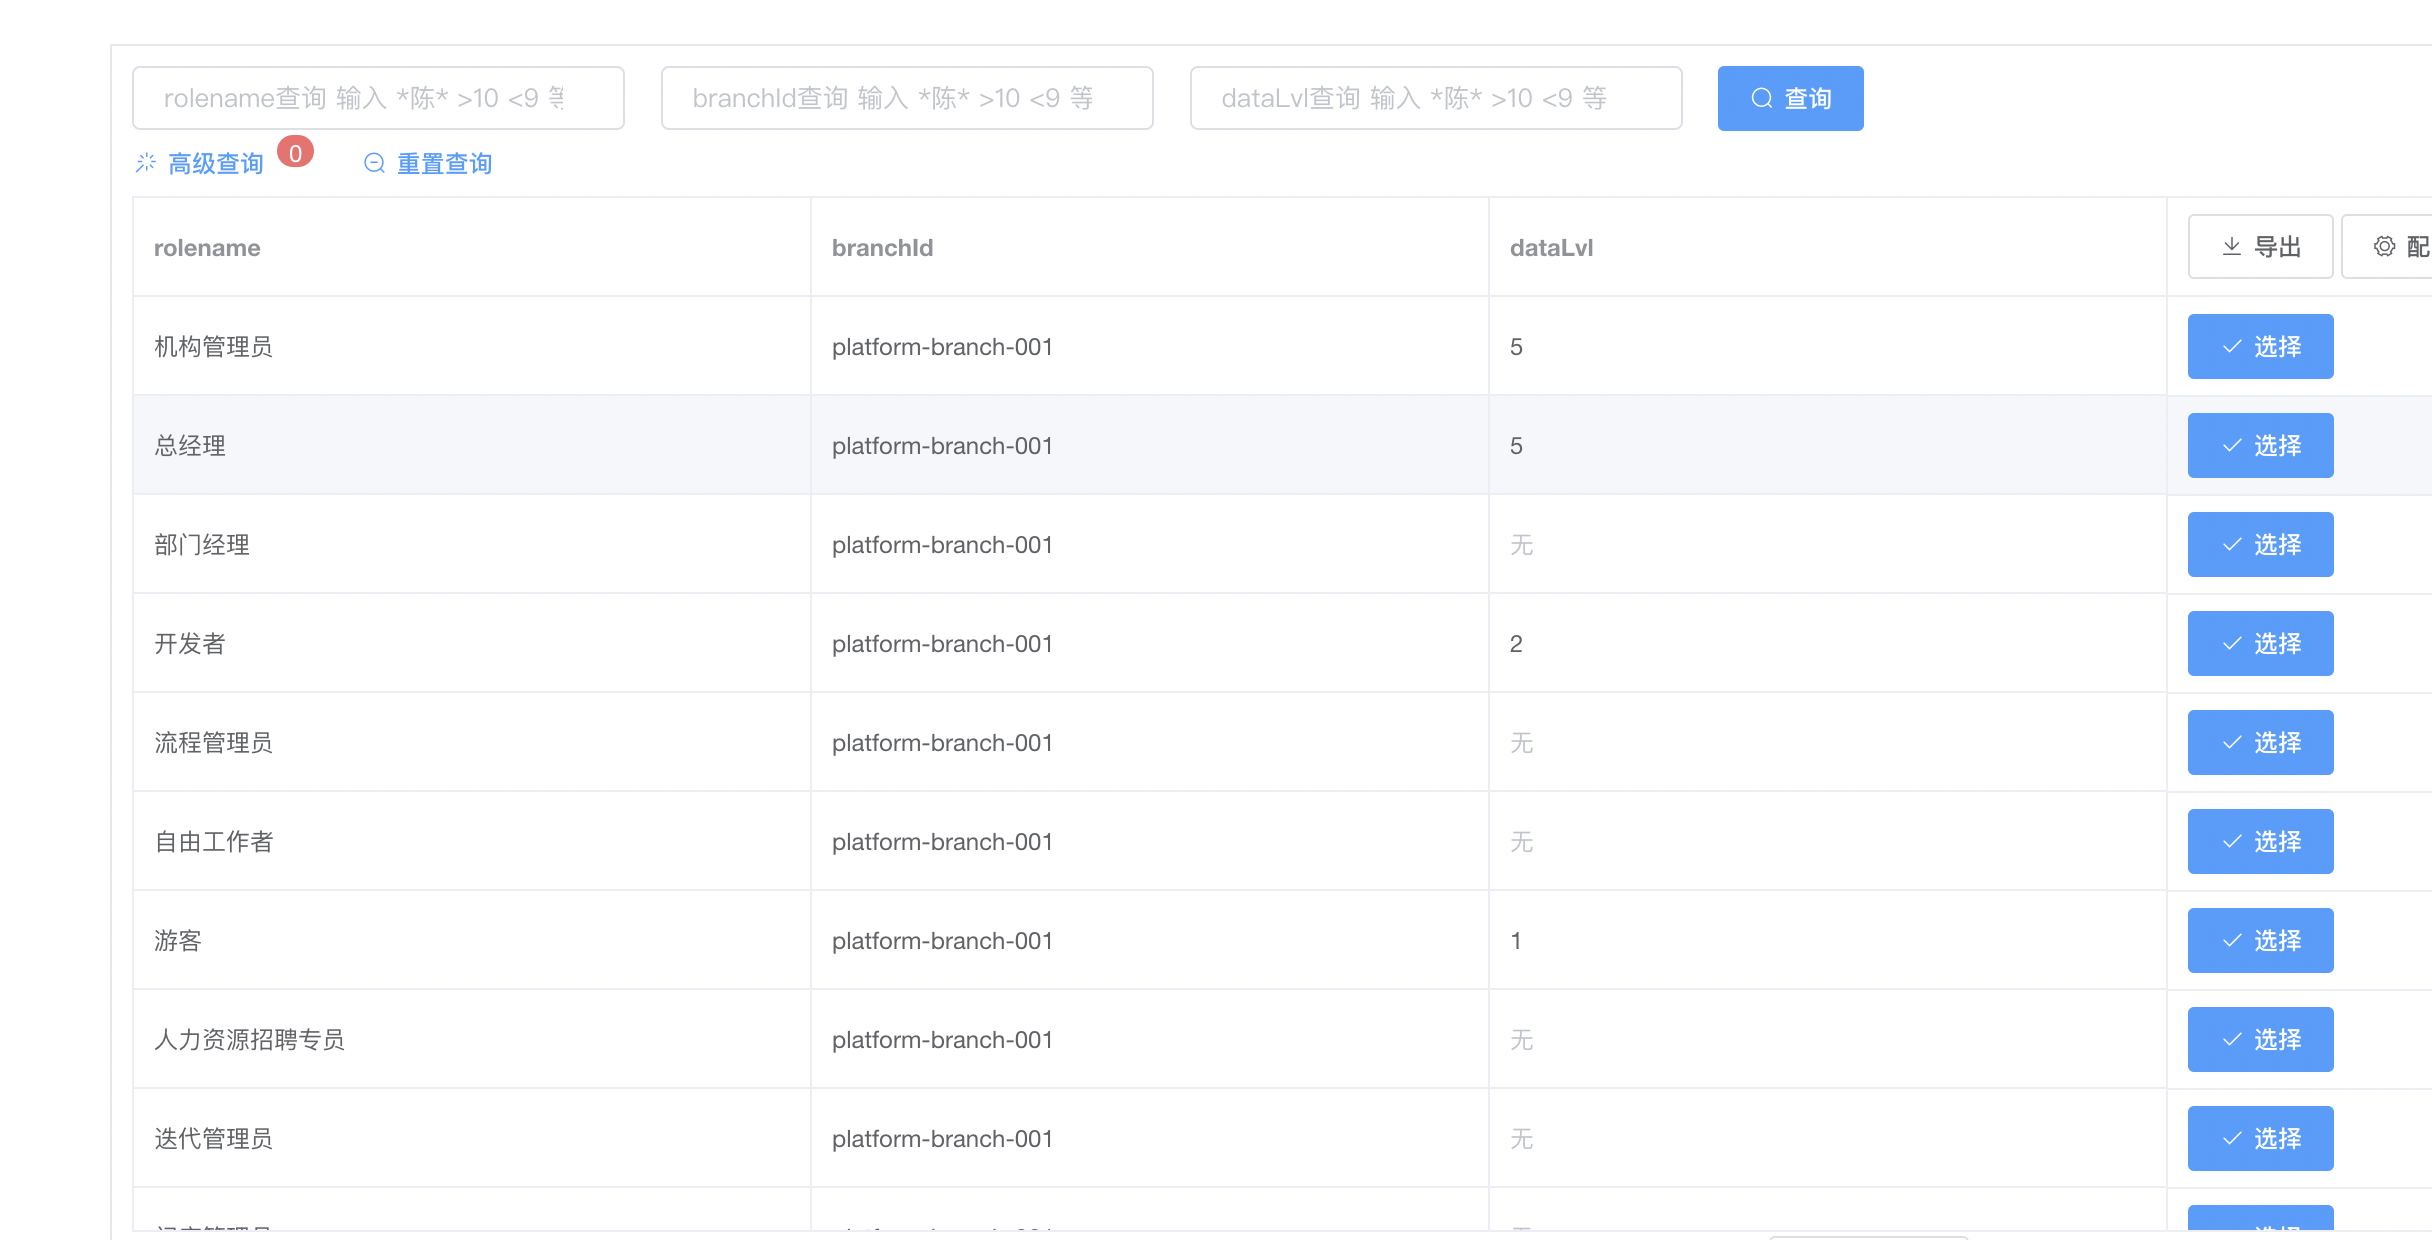 rolename查询 输入 *陈* >10 <9
branchId查询 输入 *陈* >10 <9 等
dataLvl查询 输入 *陈* >10 <9 等
查询
高级查询 0
重置查询
rolename branchId dataLvl 导出 配
机构管理员 platform-branch-001 5 选择
总经理 platform-branch-001 5 选择
部门经理 platform-branch-001 无 选择
开发者 platform-branch-001 2 选择
流程管理员 platform-branch-001 无 选择
自由工作者 platform-branch-001 无 选择
游客 platform-branch-001 1 选择
人力资源招聘专员 platform-branch-001 无 选择
迭代管理员 platform-branch-001 无 选择